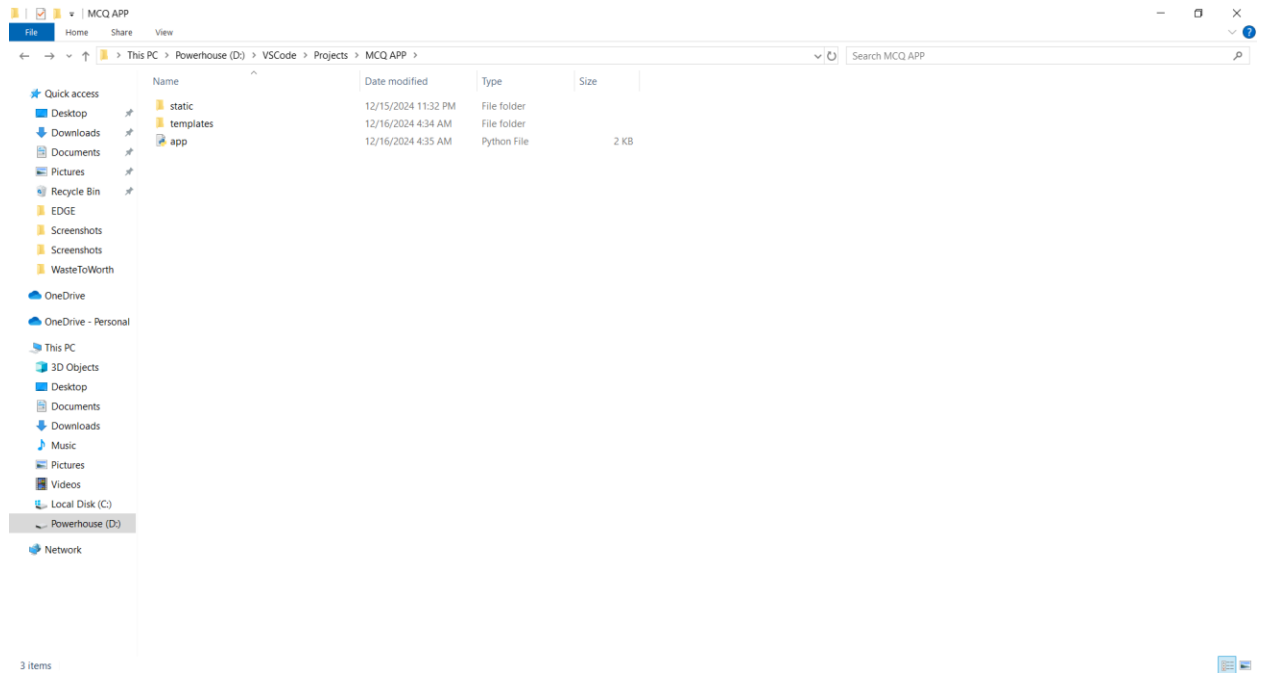 MCQ APP
File Home Share View
This PC > Powerhouse (D:) > VSCode > Projects > MCQ APP >
Search MCQ APP
Name Date modified Type Size
static 12/15/2024 11:32 PM File folder
templates 12/16/2024 4:34 AM File folder
app 12/16/2024 4:35 AM Python File 2 KB
Quick access
Desktop
Downloads
Documents
Pictures
Recycle Bin
EDGE
Screenshots
Screenshots
WasteToWorth
OneDrive
OneDrive - Personal
This PC
3D Objects
Desktop
Documents
Downloads
Music
Pictures
Videos
Local Disk (C:)
Powerhouse (D:)
Network
3 items